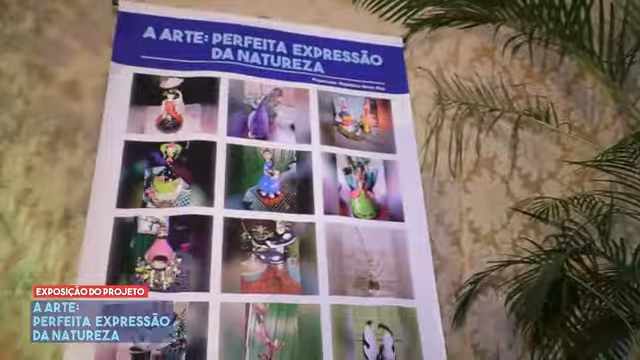 A ARTE: PERFEITA EXPRESSÃO
DA NATUREZA
EXPOSIÇÃO DO PROJETO
A ARTE:
PERFEITA EXPRESSÃO
DA NATUREZA